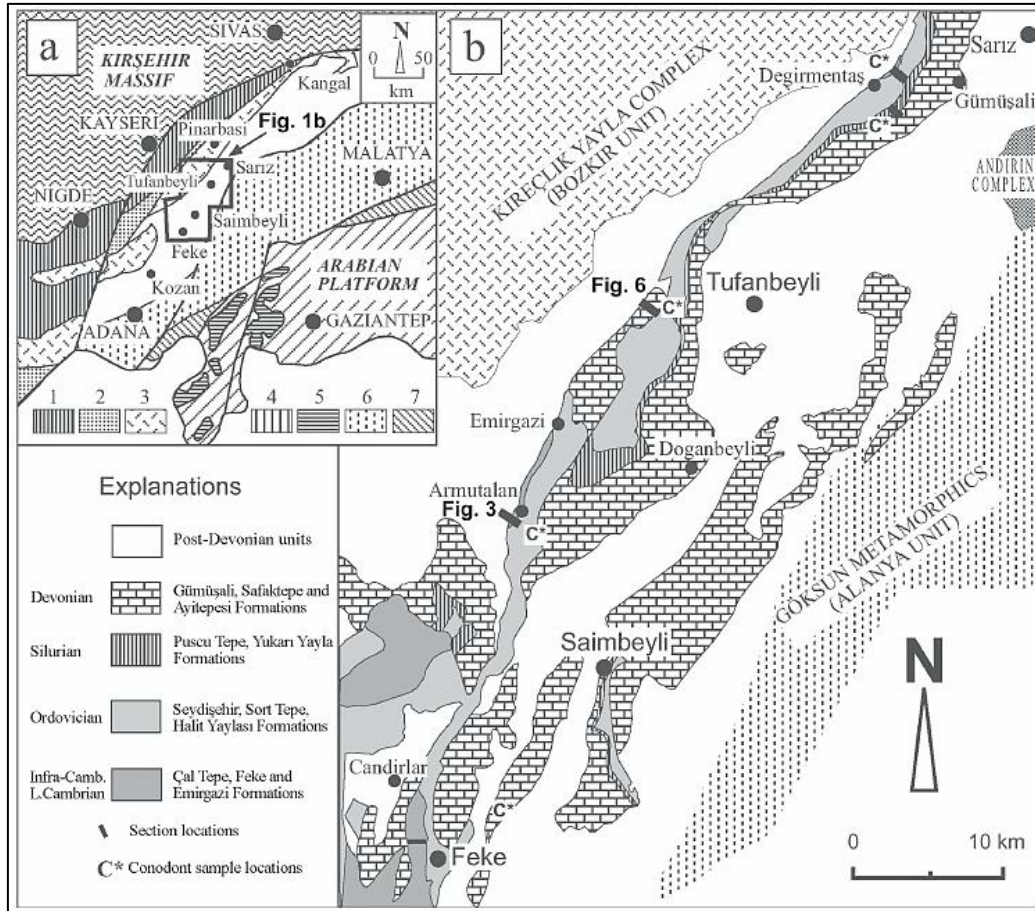 a
SIVAS
KIRŞEHIR
MASSIF
N
0 50
km
Kangal
KAYSERI
Pinarbasi
Fig. 1b
MALATYA
Tufanbeyli
Sarız
NIGDE
Saimbeyli
Feke
Kozan
ARABIAN
PLATFORM
ADANA
GAZIANTEP
1 2 3 4 5 6 7
Explanations
Post-Devonian units
Devonian
Gümüşali, Safaktepe and
Ayitepesi Formations
Silurian
Puscu Tepe, Yukarı Yayla
Formations
Ordovician
Seydişehir, Sort Tepe,
Halit Yaylası Formations
Infra-Camb.
L.Cambrian
Çal Tepe, Feke and
Emirgazi Formations
Section locations
C* Conodont sample locations
b
Sarız
C*
Degirmentaş
Gümüşali
C*
KIREÇLIK YAYLA COMPLEX
(BOZKIR UNIT)
ANDIRIN
COMPLEX
Tufanbeyli
Fig. 6
C*
Emirgazi
Doganbeyli
Armutalan
Fig. 3
C*
GÖKSUN METAMORPHICS
(ALANYA UNIT)
Saimbeyli
N
Candirlar
C*
Feke
0 10 km